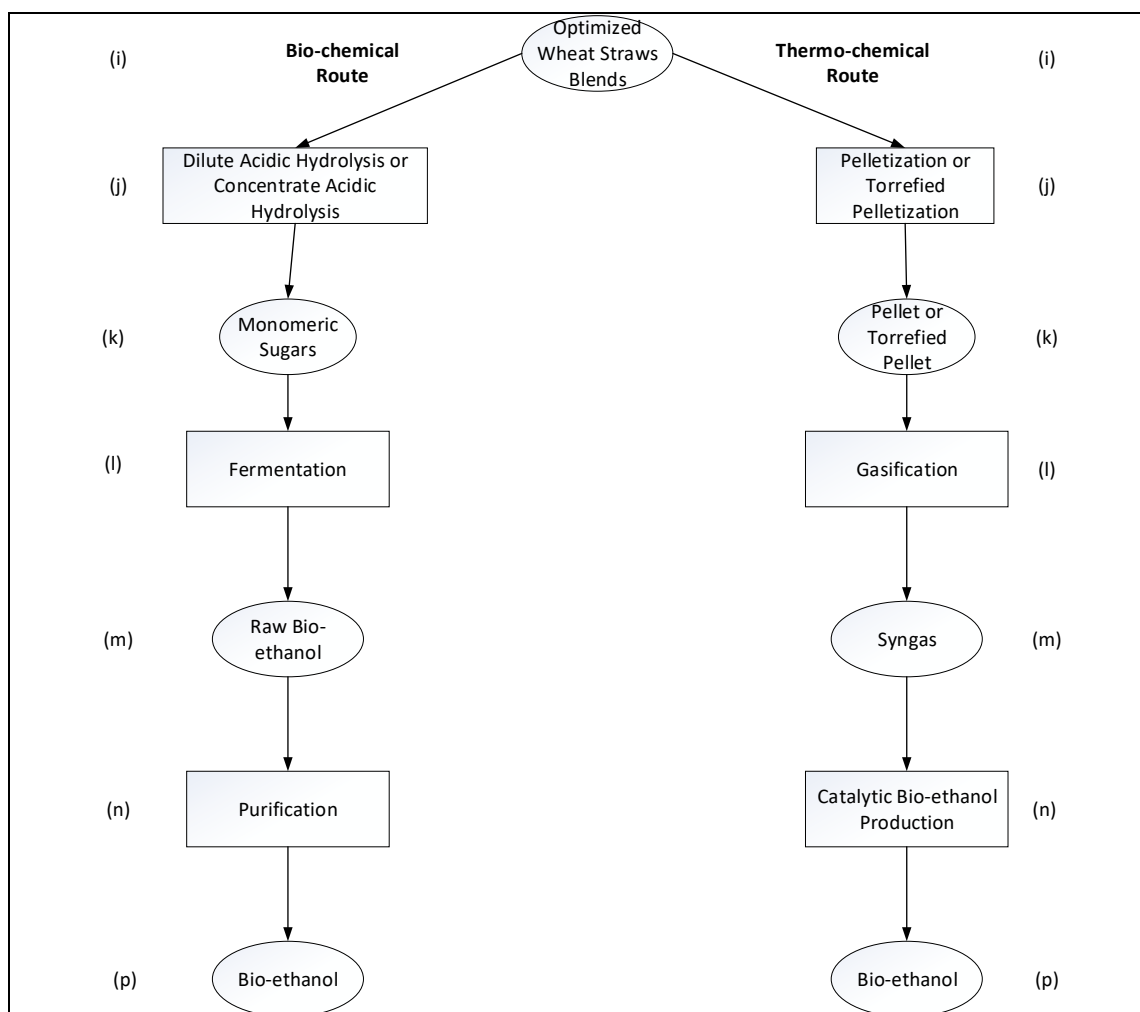 Optimized
Wheat Straws
Blends
Bio-chemical
Route
Thermo-chemical
Route
(i)
(i)
Dilute Acidic Hydrolysis or
Concentrate Acidic
Hydrolysis
Pelletization or
Torrefied
Pelletization
(j)
(j)
Monomeric
Sugars
Pellet or
Torrefied
Pellet
(k)
(k)
Fermentation
Gasification
(l)
(l)
Raw Bio-
ethanol
Syngas
(m)
(m)
Purification
Catalytic Bio-ethanol
Production
(n)
(n)
Bio-ethanol
Bio-ethanol
(p)
(p)